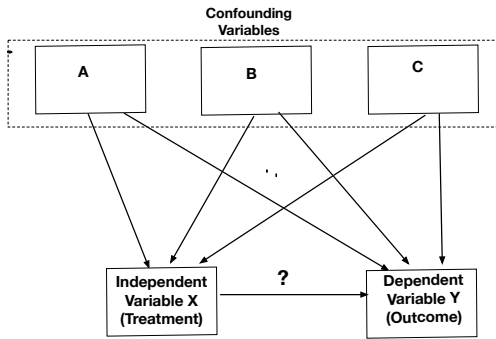 Confounding
Variables
A
B
C
Independent
Variable X
(Treatment)
?
Dependent
Variable Y
(Outcome)